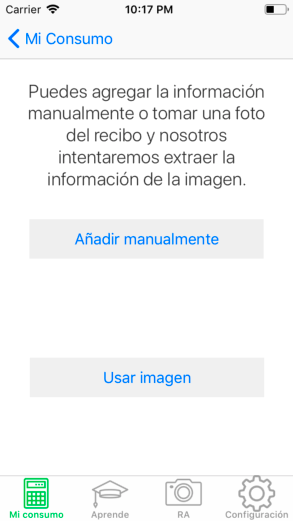 Carrier 10:17 PM
Mi Consumo
Puedes agregar la información
manualmente o tomar una foto
del recibo y nosotros
intentaremos extraer la
información de la imagen.
Añadir manualmente
Usar imagen
Mi consumo Aprende RA Configuración